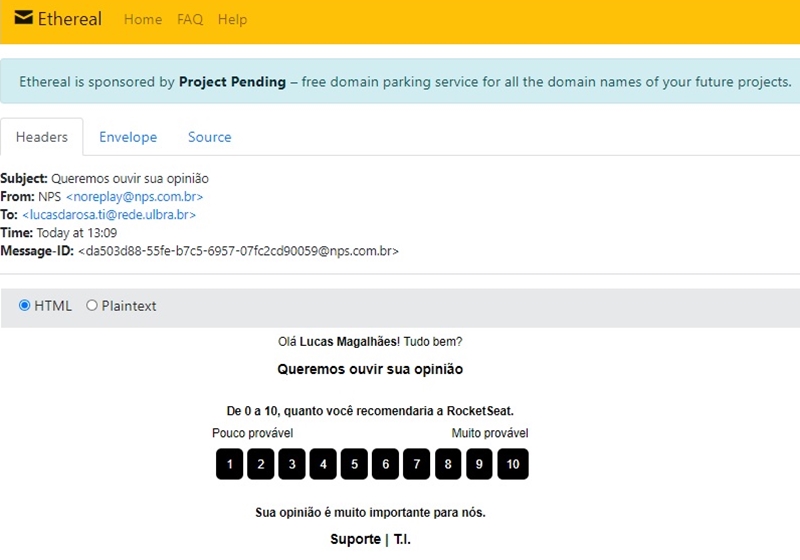 Ethereal Home FAQ Help
Ethereal is sponsored by Project Pending – free domain parking service for all the domain names of your future projects.
Headers Envelope Source
Subject: Queremos ouvir sua opinião
From: NPS <noreplay@nps.com.br>
To: <lucasdarosa.ti@rede.ulbra.br>
Time: Today at 13:09
Message-ID: <da503d88-55fe-b7c5-6957-07fc2cd90059@nps.com.br>
HTML Plaintext
Olá Lucas Magalhães! Tudo bem?
Queremos ouvir sua opinião
De 0 a 10, quanto você recomendaria a RocketSeat.
Pouco provável Muito provável
1 2 3 4 5 6 7 8 9 10
Sua opinião é muito importante para nós.
Suporte | T.I.